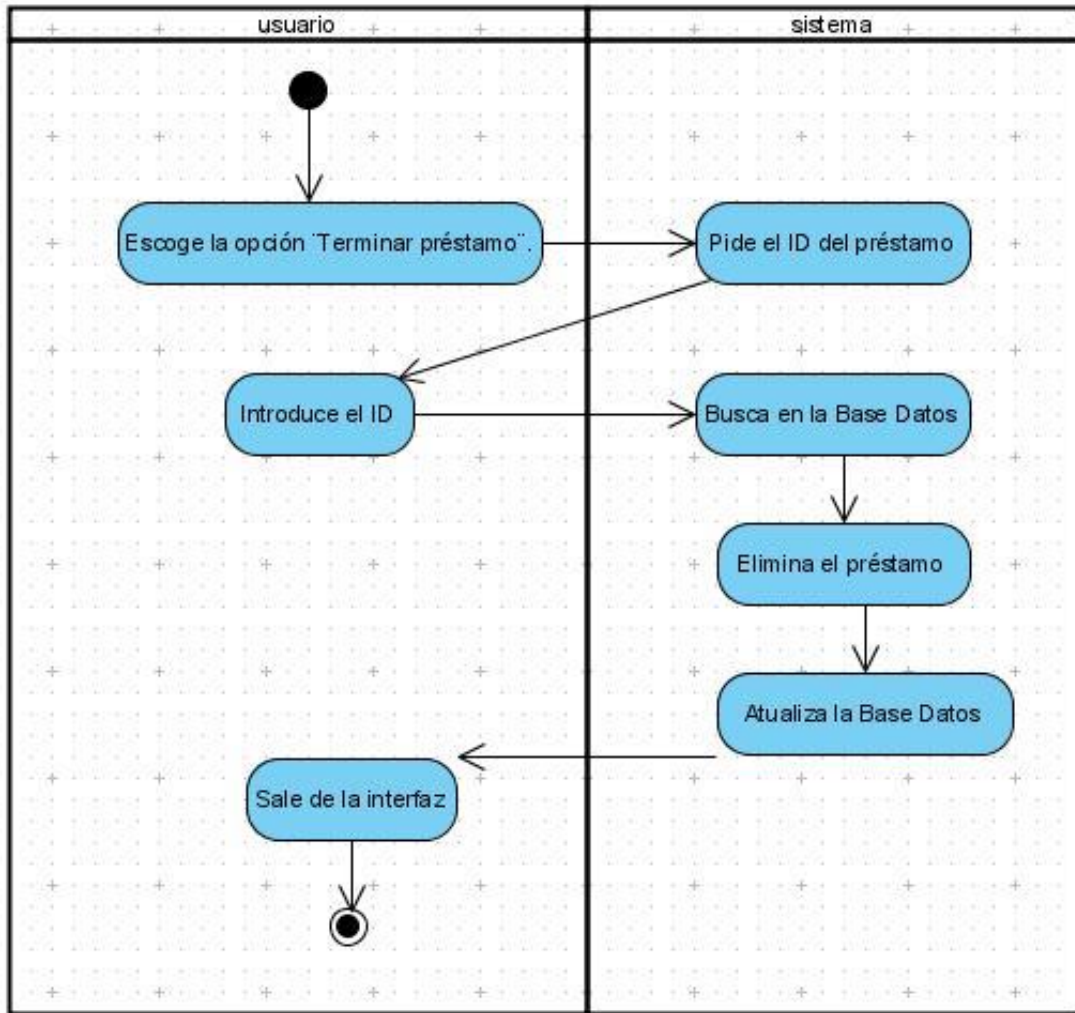 usuario
sistema
Escoge la opción ¨Terminar préstamo¨.
Pide el ID del préstamo
Introduce el ID
Busca en la Base Datos
Elimina el préstamo
Atualiza la Base Datos
Sale de la interfaz